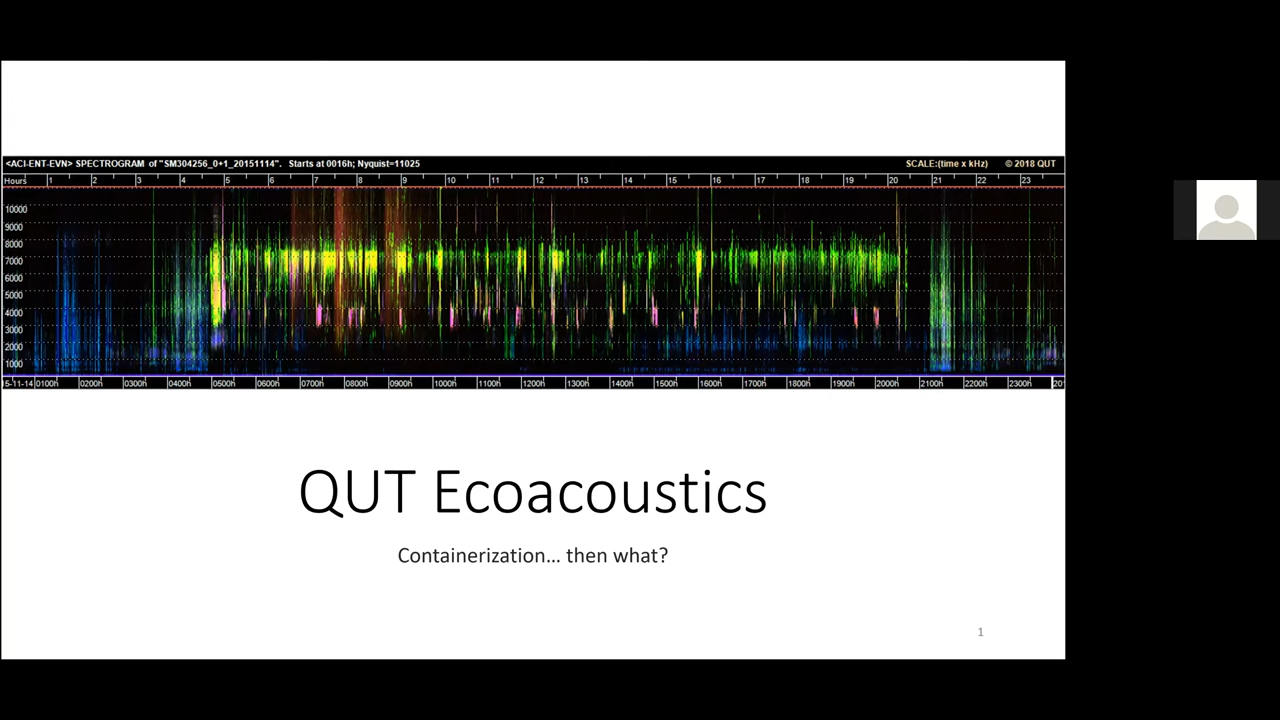 <ACI-ENT-EVN> SPECTROGRAM of "SM304256_0+1_20151114". Starts at 0016h; Nyquist=11025 SCALE:(time x kHz) © 2018 QUT
Hours 1 2 3 4 5 6 7 8 9 10 11 12 13 14 15 16 17 18 19 20 21 22 23
10000
9000
8000
7000
6000
5000
4000
3000
2000
1000
15-11-14 0100h 0200h 0300h 0400h 0500h 0600h 0700h 0800h 0900h 1000h 1100h 1200h 1300h 1400h 1500h 1600h 1700h 1800h 1900h 2000h 2100h 2200h 2300h 201
QUT Ecoacoustics
Containerization... then what?
1